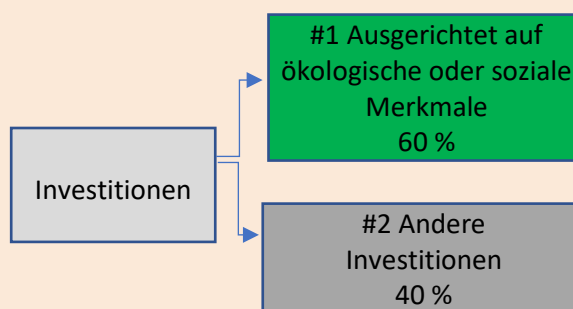 #1 Ausgerichtet auf
ökologische oder soziale
Merkmale
60 %
Investitionen
#2 Andere
Investitionen
40 %